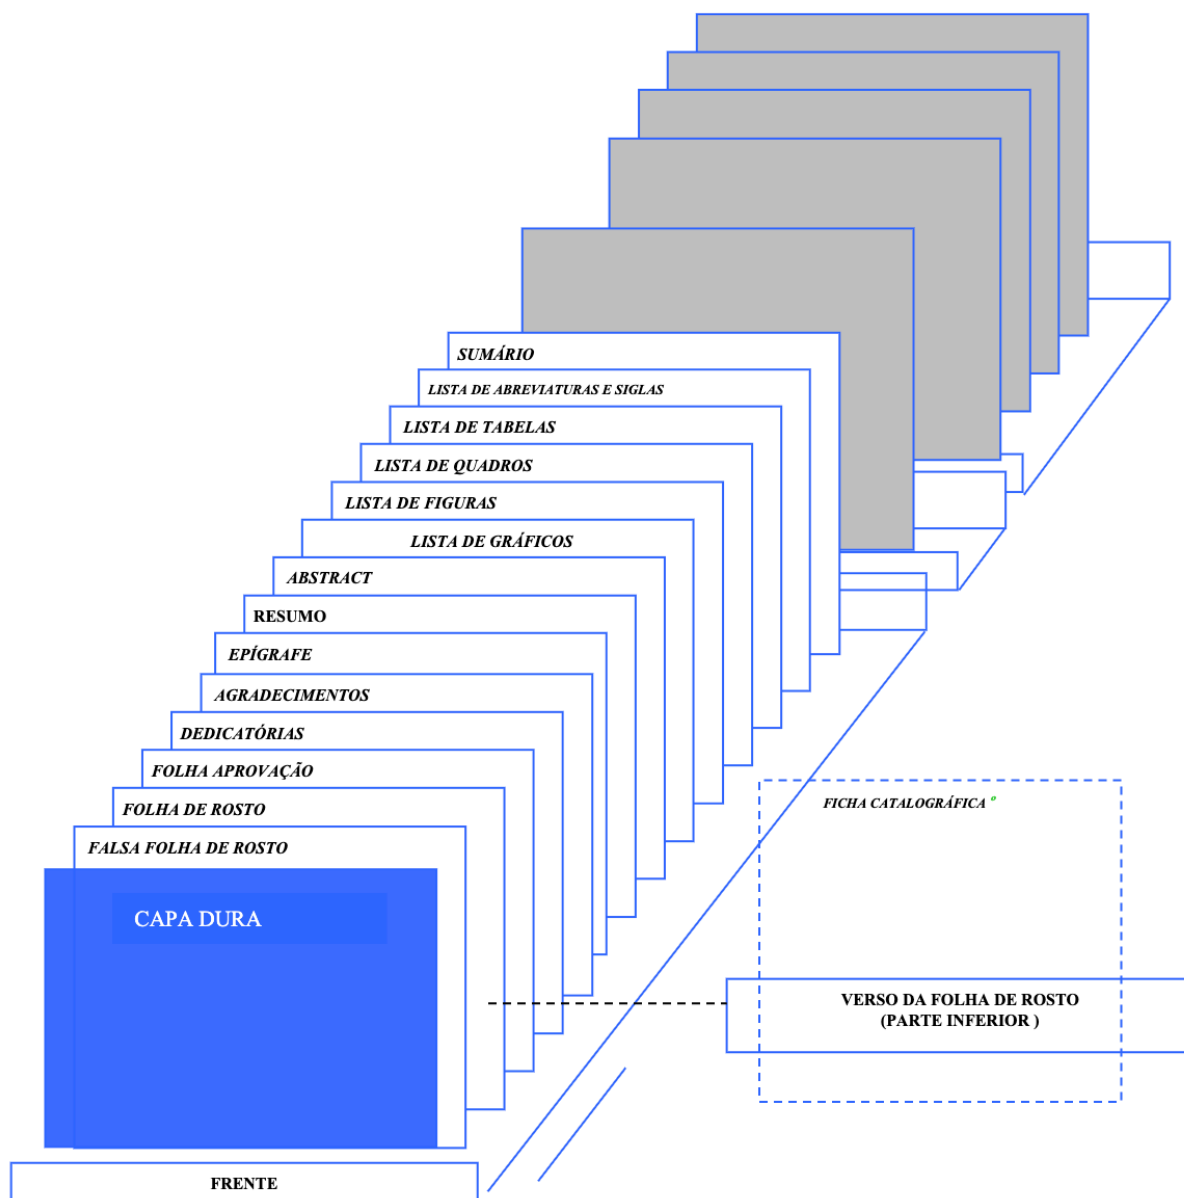 SUMÁRIO
LISTA DE ABREVIATURAS E SIGLAS
LISTA DE TABELAS
LISTA DE QUADROS
LISTA DE FIGURAS
LISTA DE GRÁFICOS
ABSTRACT
RESUMO
EPÍGRAFE
AGRADECIMENTOS
DEDICATÓRIAS
FOLHA APROVAÇÃO
FOLHA DE ROSTO
FALSA FOLHA DE ROSTO
CAPA DURA
FICHA CATALOGRÁFICA º
VERSO DA FOLHA DE ROSTO
(PARTE INFERIOR )
FRENTE